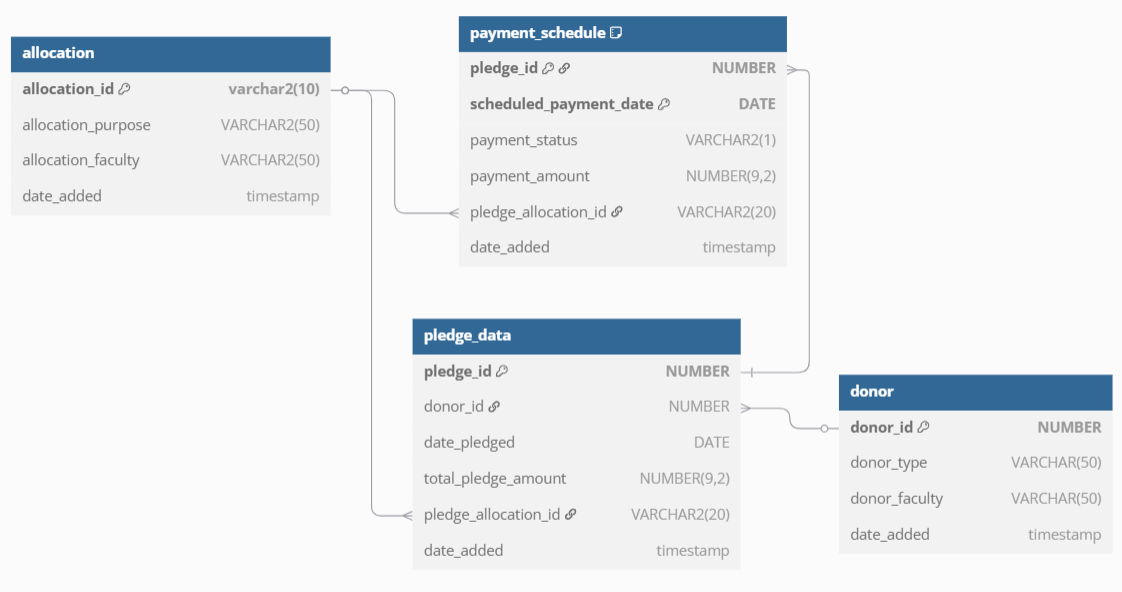 allocation
allocation_id varchar2(10)
allocation_purpose VARCHAR2(50)
allocation_faculty VARCHAR2(50)
date_added timestamp
payment_schedule
pledge_id NUMBER
scheduled_payment_date DATE
payment_status VARCHAR2(1)
payment_amount NUMBER(9,2)
pledge_allocation_id VARCHAR2(20)
date_added timestamp
pledge_data
pledge_id NUMBER
donor_id NUMBER
date_pledged DATE
total_pledge_amount NUMBER(9,2)
pledge_allocation_id VARCHAR2(20)
date_added timestamp
donor
donor_id NUMBER
donor_type VARCHAR(50)
donor_faculty VARCHAR(50)
date_added timestamp